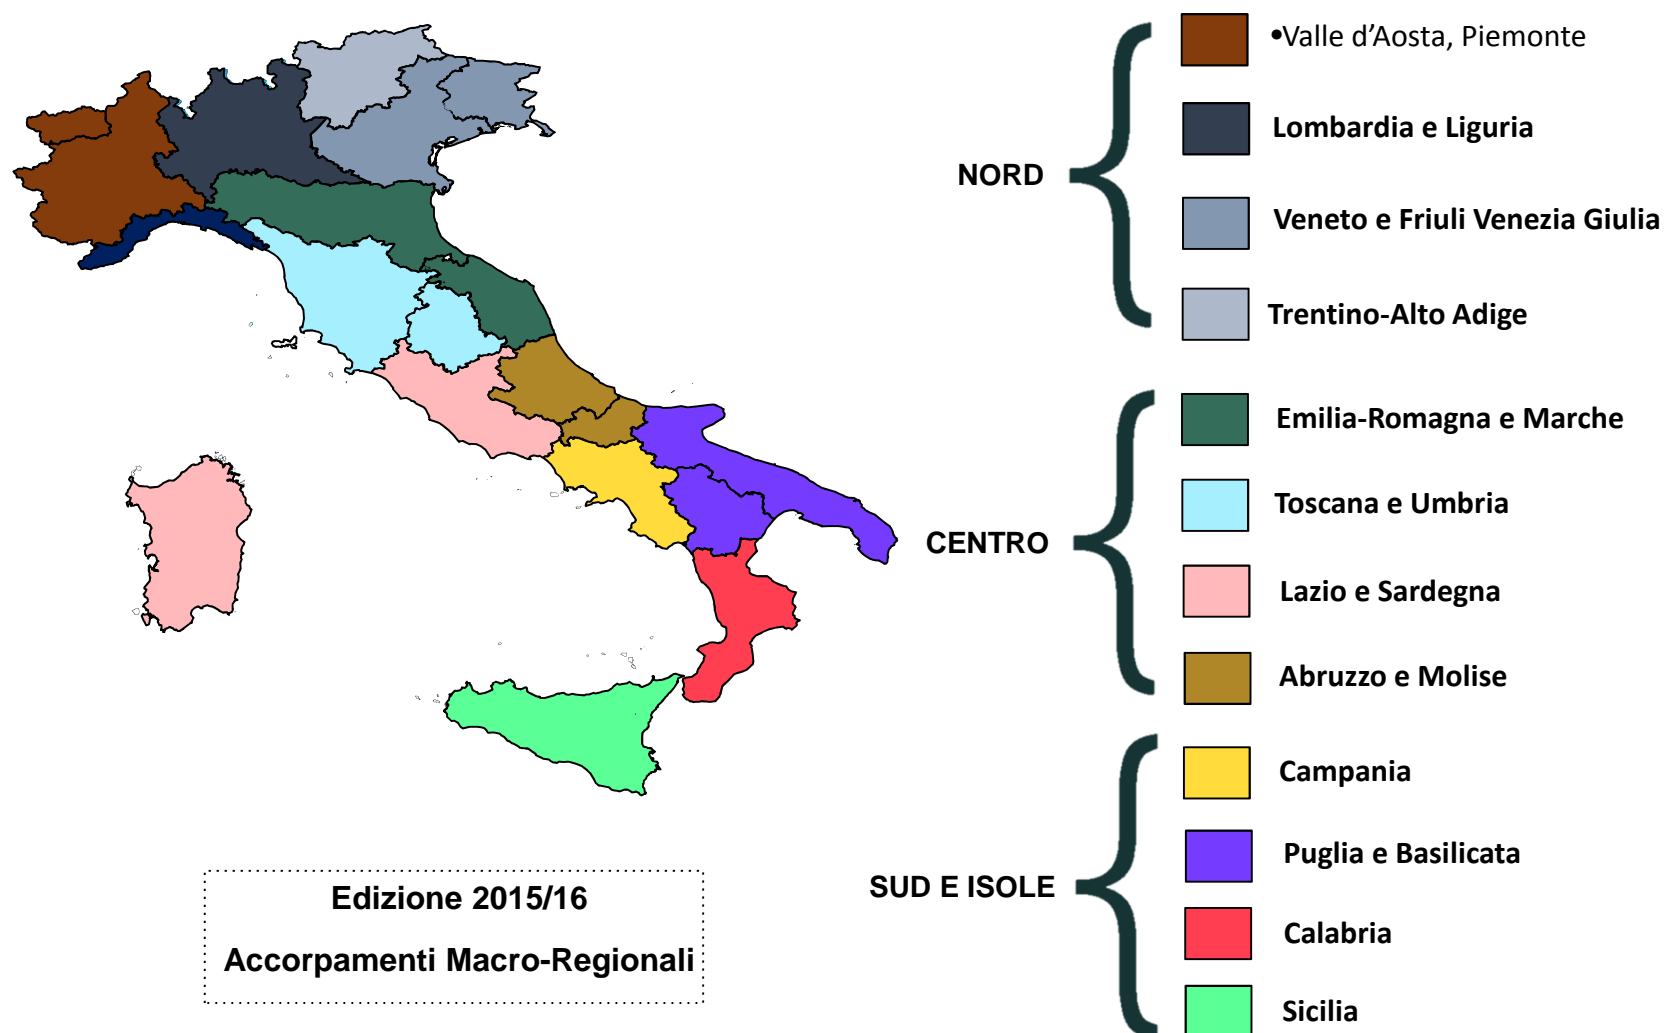 NORD
•Valle d'Aosta, Piemonte
Lombardia e Liguria
Veneto e Friuli Venezia Giulia
Trentino-Alto Adige
CENTRO
Emilia-Romagna e Marche
Toscana e Umbria
Lazio e Sardegna
Abruzzo e Molise
SUD E ISOLE
Campania
Puglia e Basilicata
Calabria
Sicilia
Edizione 2015/16
Accorpamenti Macro-Regionali